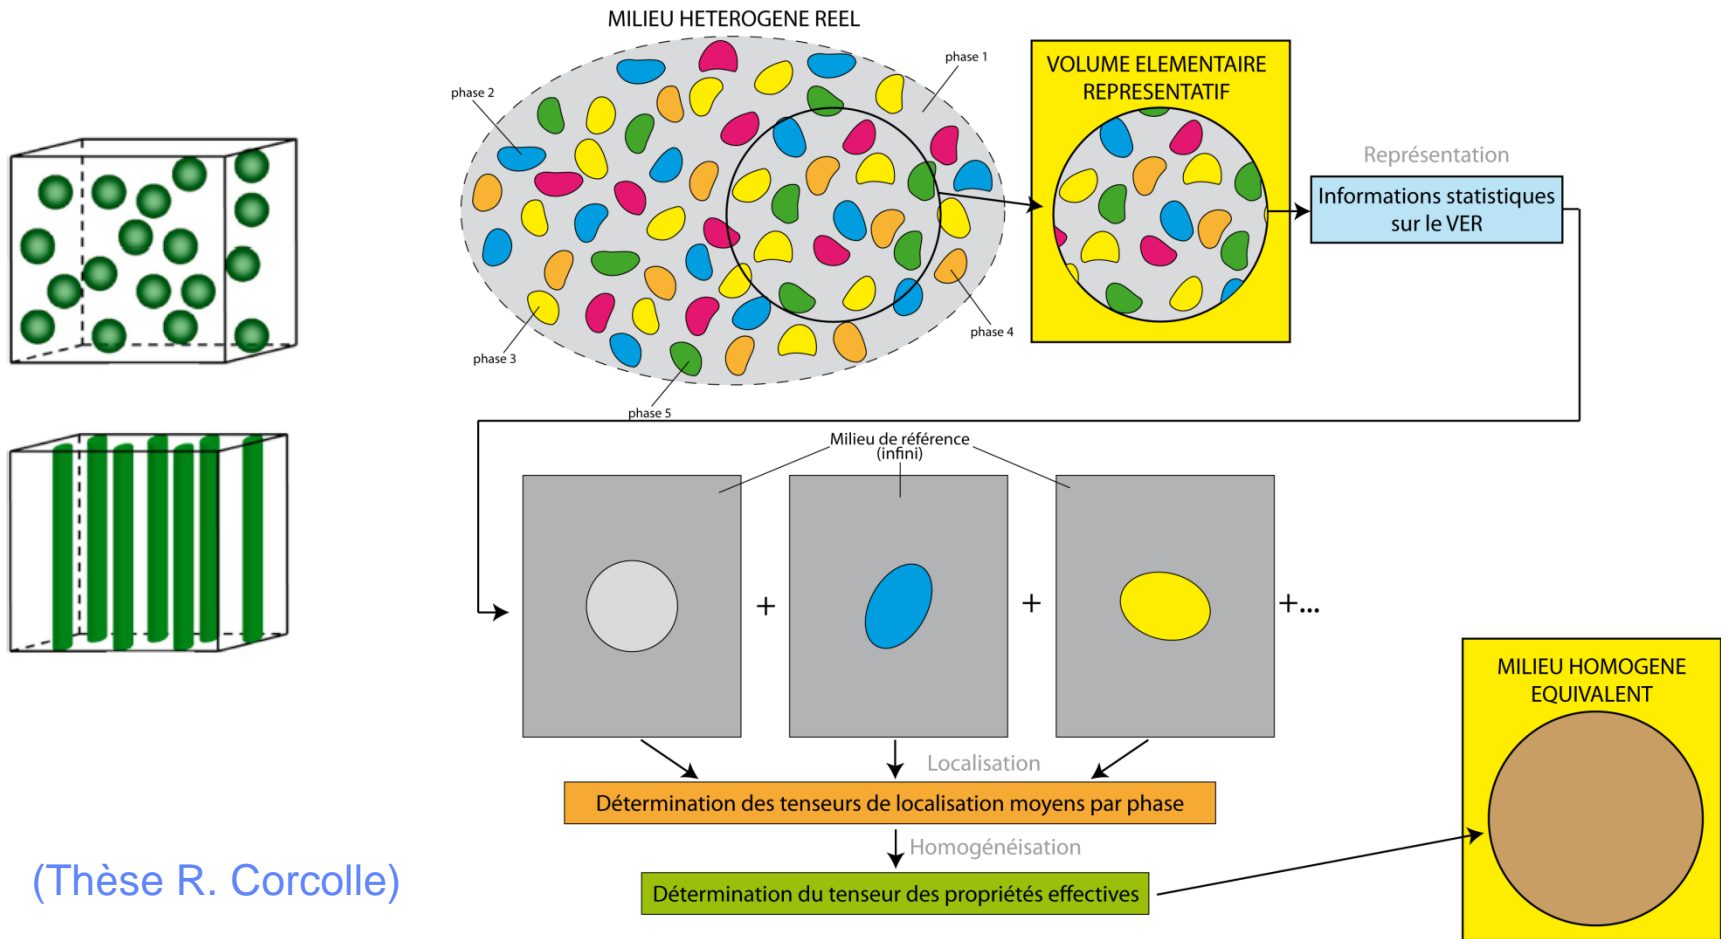 MILIEU HETEROGENE REEL
phase 1
phase 2
phase 3
phase 4
phase 5
VOLUME ELEMENTAIRE
REPRESENTATIF
Représentation
Informations statistiques
sur le VER
Milieu de référence
(infini)
+
+
+...
Localisation
Détermination des tenseurs de localisation moyens par phase
Homogénéisation
Détermination du tenseur des propriétés effectives
MILIEU HOMOGENE
EQUIVALENT
(Thèse R. Corcolle)